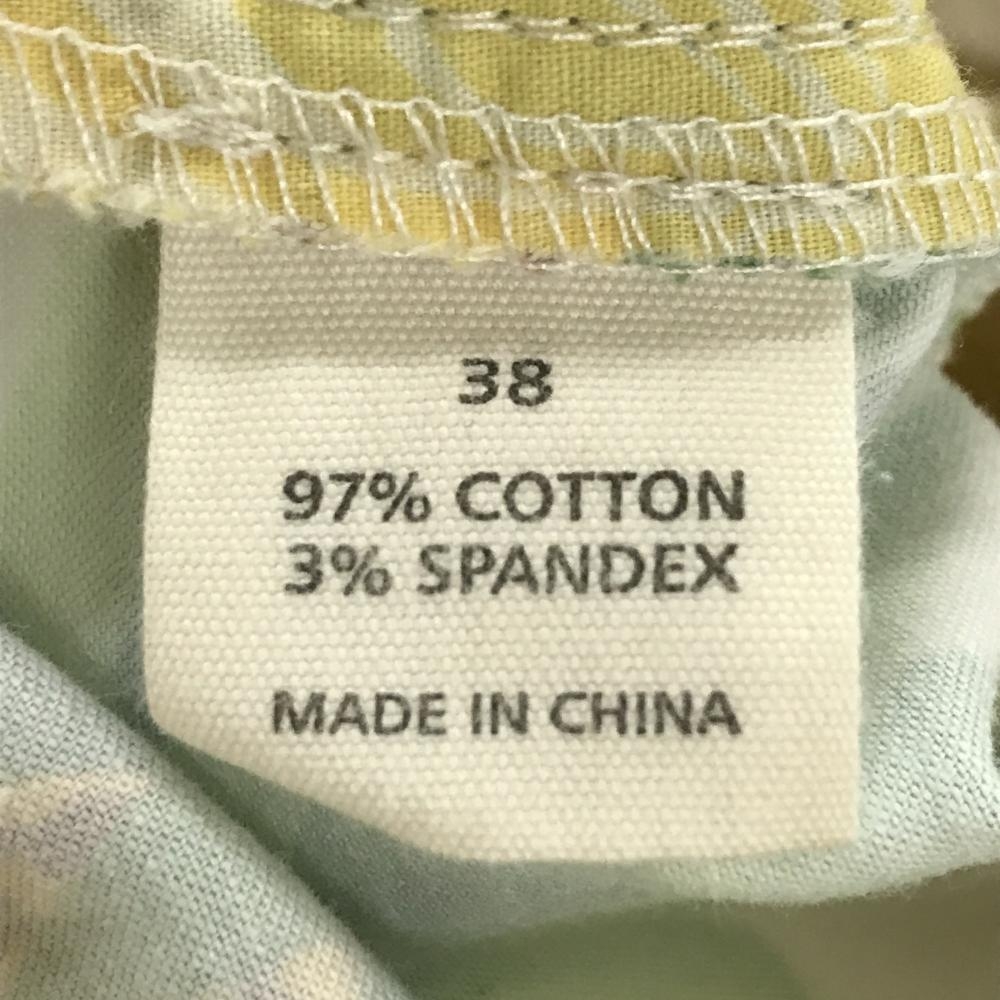 38
97% COTTON
3% SPANDEX
MADE IN CHINA